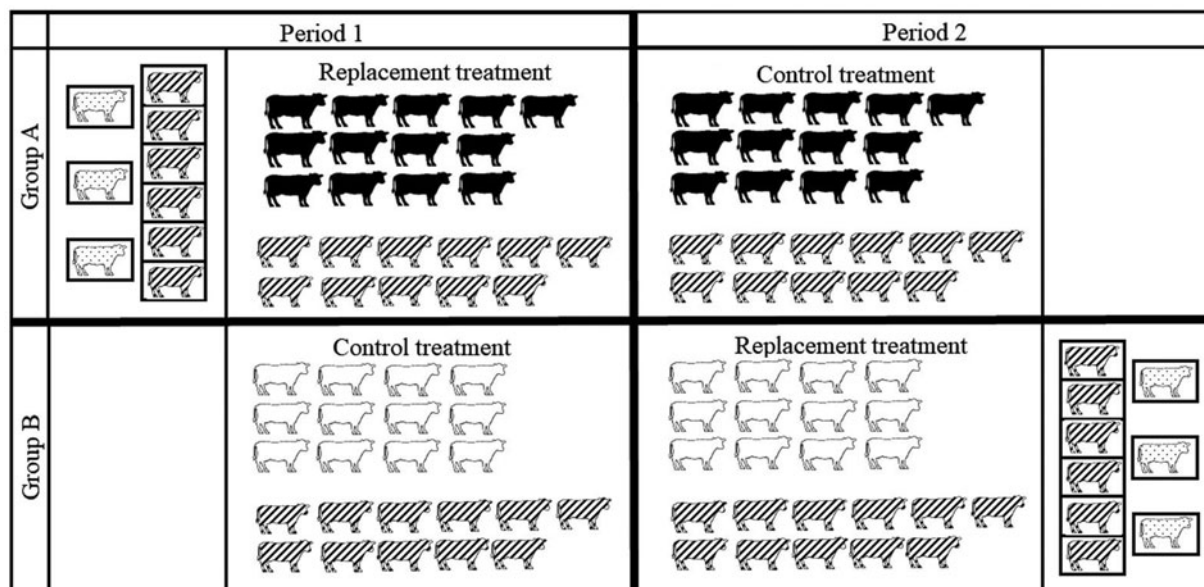 Period 1
Period 2
Group A
Replacement treatment
Control treatment
Group B
Control treatment
Replacement treatment